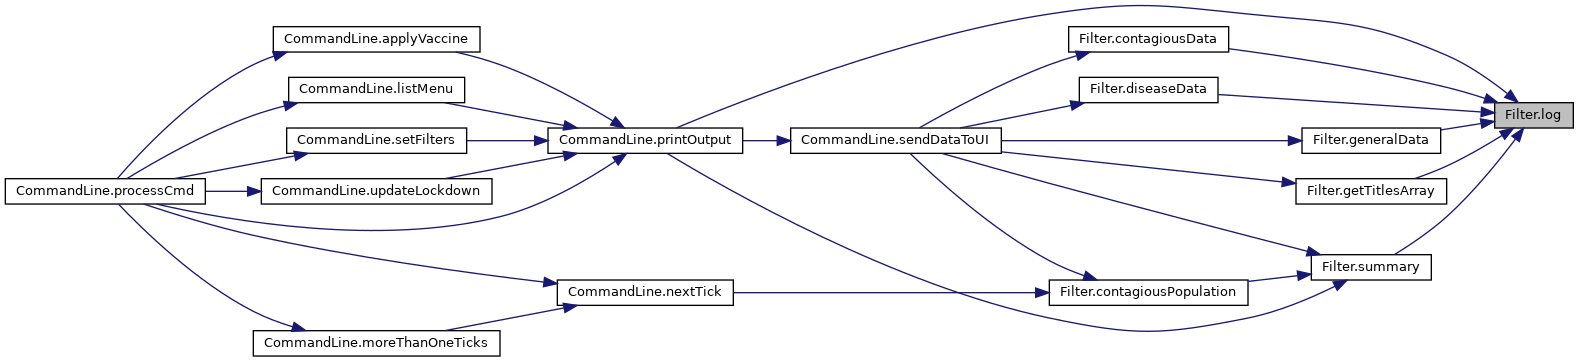 CommandLine.applyVaccine
Filter.contagiousData
CommandLine.listMenu
Filter.diseaseData
Filter.log
CommandLine.setFilters
CommandLine.printOutput
CommandLine.sendDataToUI
Filter.generalData
CommandLine.processCmd
CommandLine.updateLockdown
Filter.getTitlesArray
Filter.summary
CommandLine.nextTick
Filter.contagiousPopulation
CommandLine.moreThanOneTicks